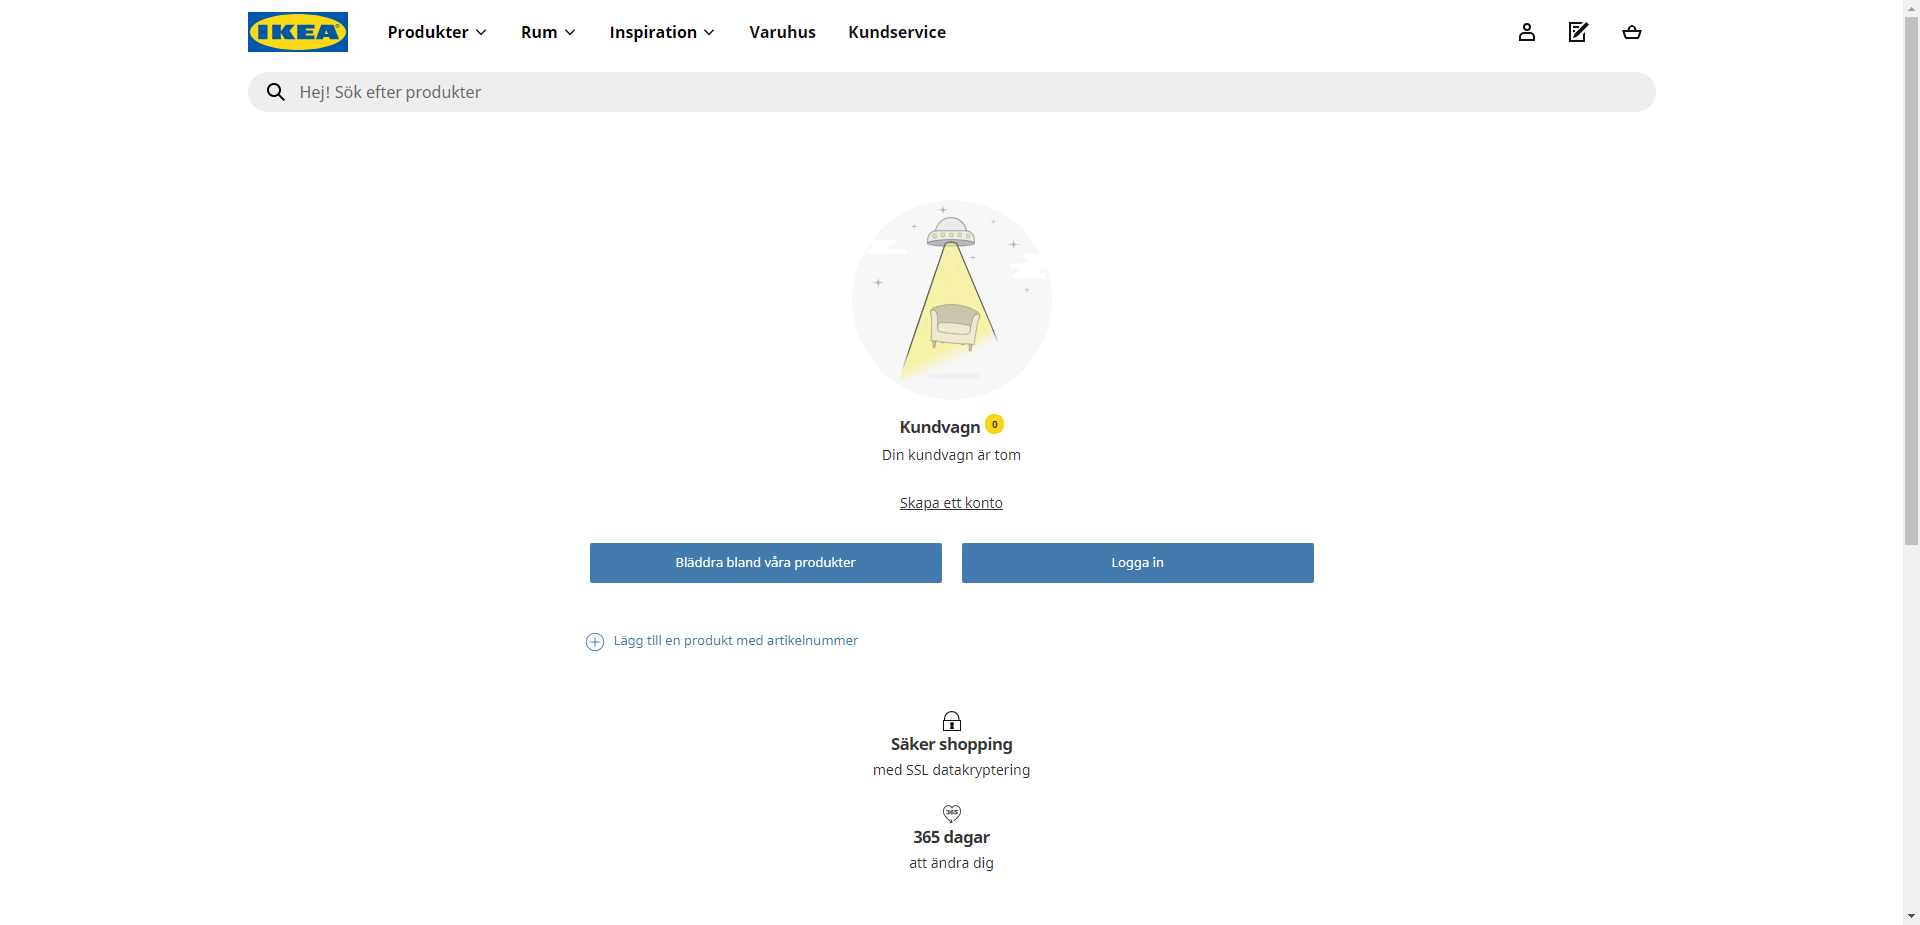 IKEA
Produkter
Rum
Inspiration
Varuhus
Kundservice
Hej! Sök efter produkter
Kundvagn 0
Din kundvagn är tom
Skapa ett konto
Bläddra bland våra produkter
Logga in
Lägg till en produkt med artikelnummer
Säker shopping
med SSL datakryptering
365
365 dagar
att ändra dig